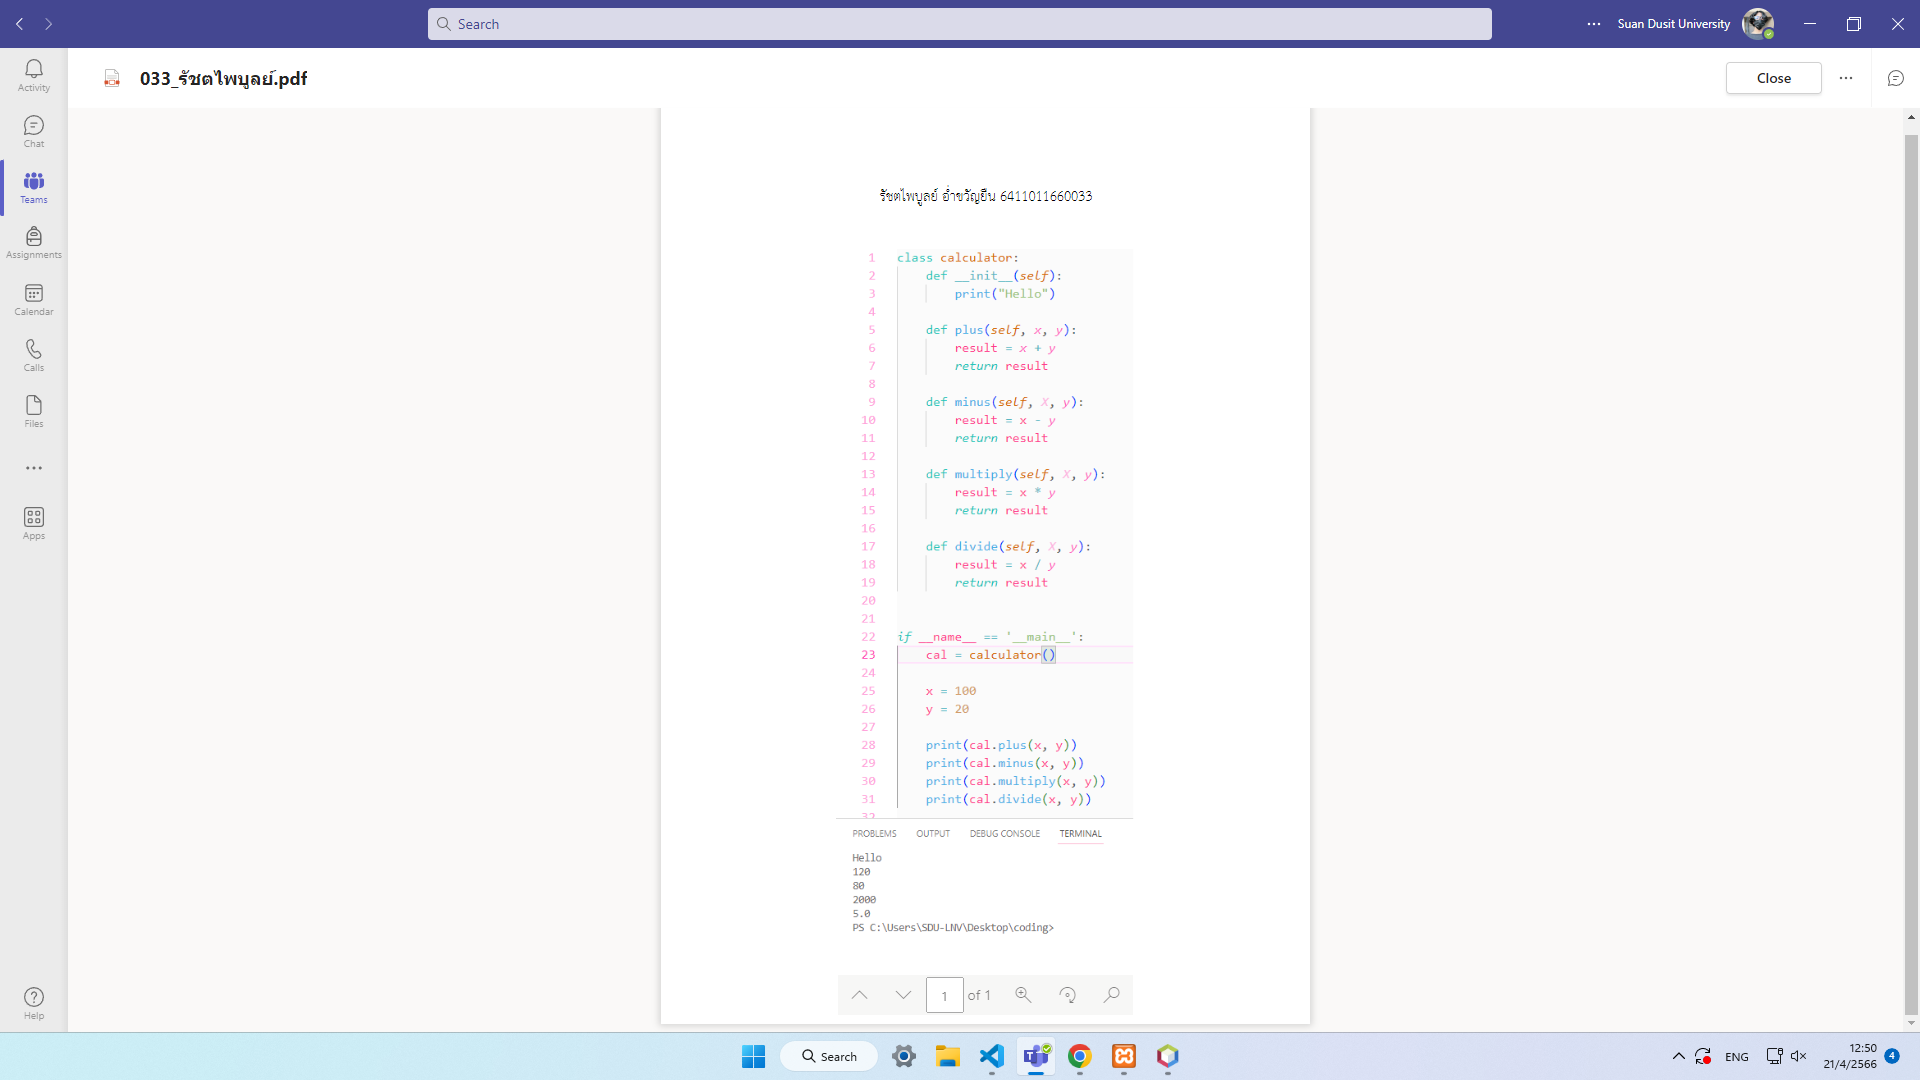 Search
Suan Dusit University
Activity
Chat
Teams
Assignments
Calendar
Calls
Files
Apps
Help
033_รัชตไพบูลย์.pdf
Close
รัชตไพบูลย์ อ่ำขวัญยืน 6411011660033
1 class calculator:
2     def __init__(self):
3         print("Hello")
4
5     def plus(self, x, y):
6         result = x + y
7         return result
8
9     def minus(self, X, y):
10         result = x - y
11         return result
12
13     def multiply(self, X, y):
14         result = x * y
15         return result
16
17     def divide(self, X, y):
18         result = x / y
19         return result
20
21
22 if __name__ == '__main__':
23     cal = calculator()
24
25     x = 100
26     y = 20
27
28     print(cal.plus(x, y))
29     print(cal.minus(x, y))
30     print(cal.multiply(x, y))
31     print(cal.divide(x, y))
32
PROBLEMS OUTPUT DEBUG CONSOLE TERMINAL
Hello
120
80
2000
5.0
PS C:\Users\SDU-LNV\Desktop\coding>
1 of 1
Search
ENG
12:50
21/4/2566
4